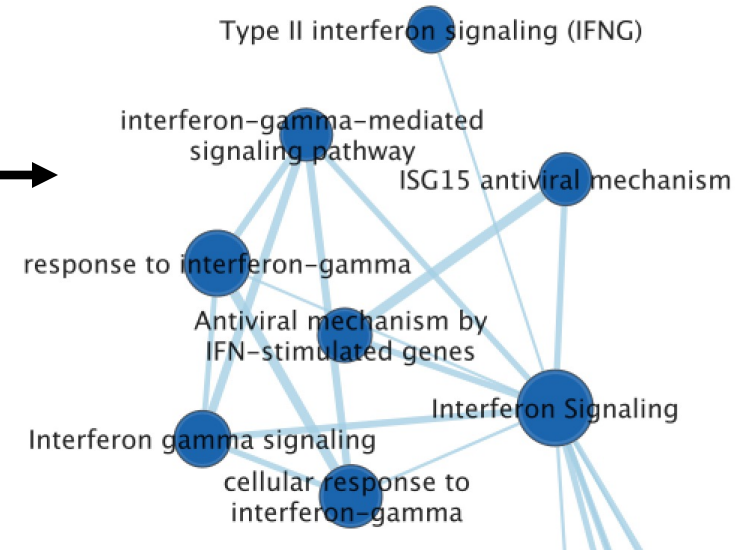 Type II interferon signaling (IFNG)
interferon-gamma-mediated
signaling pathway
ISG15 antiviral mechanism
response to interferon-gamma
Antiviral mechanism by
IFN-stimulated genes
Interferon Signaling
Interferon gamma signaling
cellular response to
interferon-gamma